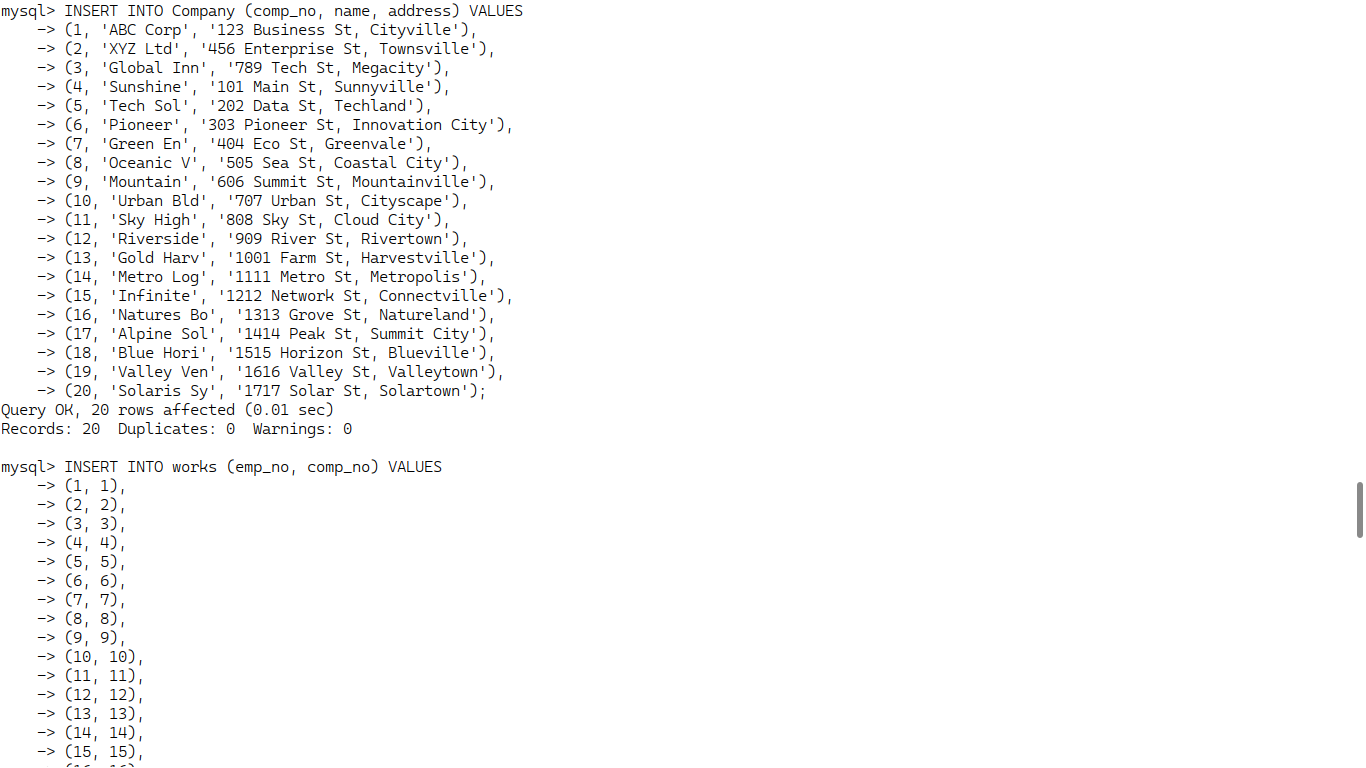 mysql> INSERT INTO Company (comp_no, name, address) VALUES
    -> (1, 'ABC Corp', '123 Business St, Cityville'),
    -> (2, 'XYZ Ltd', '456 Enterprise St, Townsville'),
    -> (3, 'Global Inn', '789 Tech St, Megacity'),
    -> (4, 'Sunshine', '101 Main St, Sunnyville'),
    -> (5, 'Tech Sol', '202 Data St, Techland'),
    -> (6, 'Pioneer', '303 Pioneer St, Innovation City'),
    -> (7, 'Green En', '404 Eco St, Greenvale'),
    -> (8, 'Oceanic V', '505 Sea St, Coastal City'),
    -> (9, 'Mountain', '606 Summit St, Mountainville'),
    -> (10, 'Urban Bld', '707 Urban St, Cityscape'),
    -> (11, 'Sky High', '808 Sky St, Cloud City'),
    -> (12, 'Riverside', '909 River St, Rivertown'),
    -> (13, 'Gold Harv', '1001 Farm St, Harvestville'),
    -> (14, 'Metro Log', '1111 Metro St, Metropolis'),
    -> (15, 'Infinite', '1212 Network St, Connectville'),
    -> (16, 'Natures Bo', '1313 Grove St, Natureland'),
    -> (17, 'Alpine Sol', '1414 Peak St, Summit City'),
    -> (18, 'Blue Hori', '1515 Horizon St, Blueville'),
    -> (19, 'Valley Ven', '1616 Valley St, Valleytown'),
    -> (20, 'Solaris Sy', '1717 Solar St, Solartown');
Query OK, 20 rows affected (0.01 sec)
Records: 20  Duplicates: 0  Warnings: 0

mysql> INSERT INTO works (emp_no, comp_no) VALUES
    -> (1, 1),
    -> (2, 2),
    -> (3, 3),
    -> (4, 4),
    -> (5, 5),
    -> (6, 6),
    -> (7, 7),
    -> (8, 8),
    -> (9, 9),
    -> (10, 10),
    -> (11, 11),
    -> (12, 12),
    -> (13, 13),
    -> (14, 14),
    -> (15, 15),